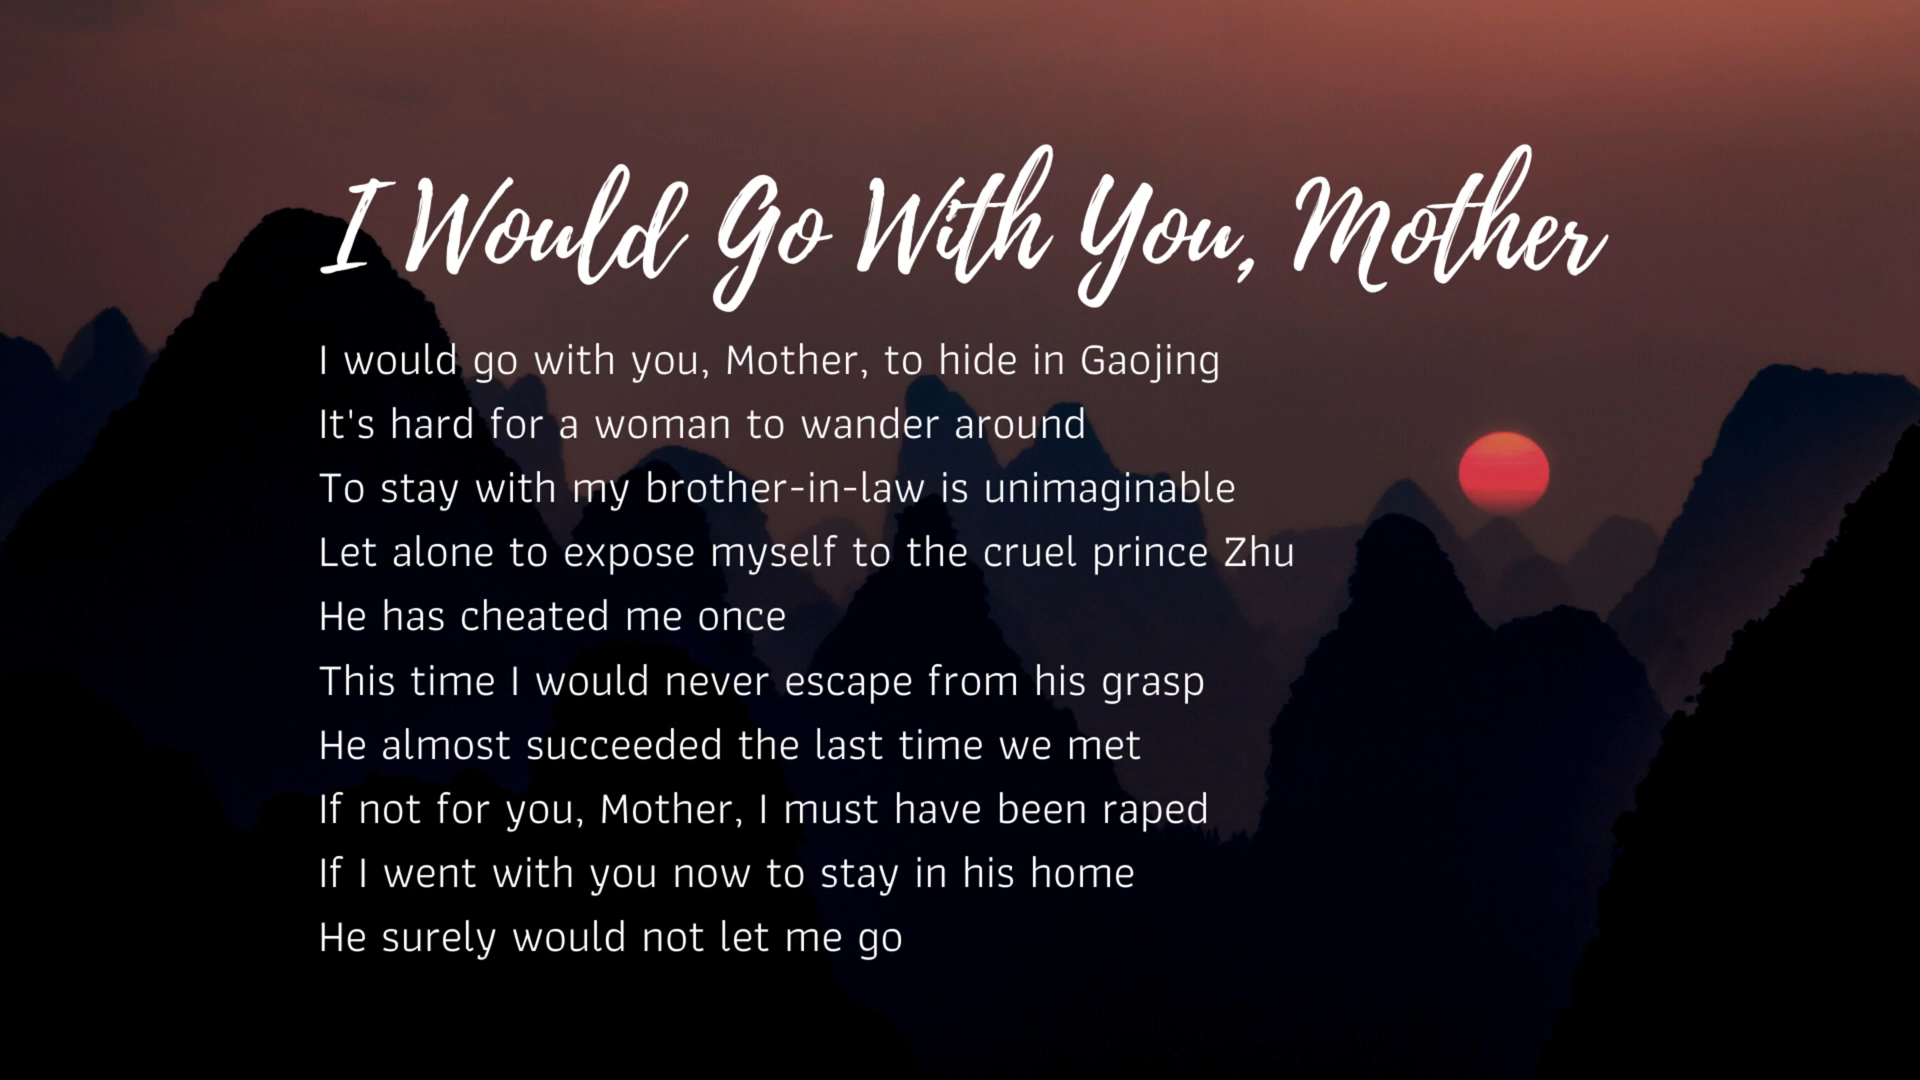 I Would Go With You, Mother
I would go with you, Mother, to hide in Gaojing
It's hard for a woman to wander around
To stay with my brother-in-law is unimaginable
Let alone to expose myself to the cruel prince Zhu
He has cheated me once
This time I would never escape from his grasp
He almost succeeded the last time we met
If not for you, Mother, I must have been raped
If I went with you now to stay in his home
He surely would not let me go